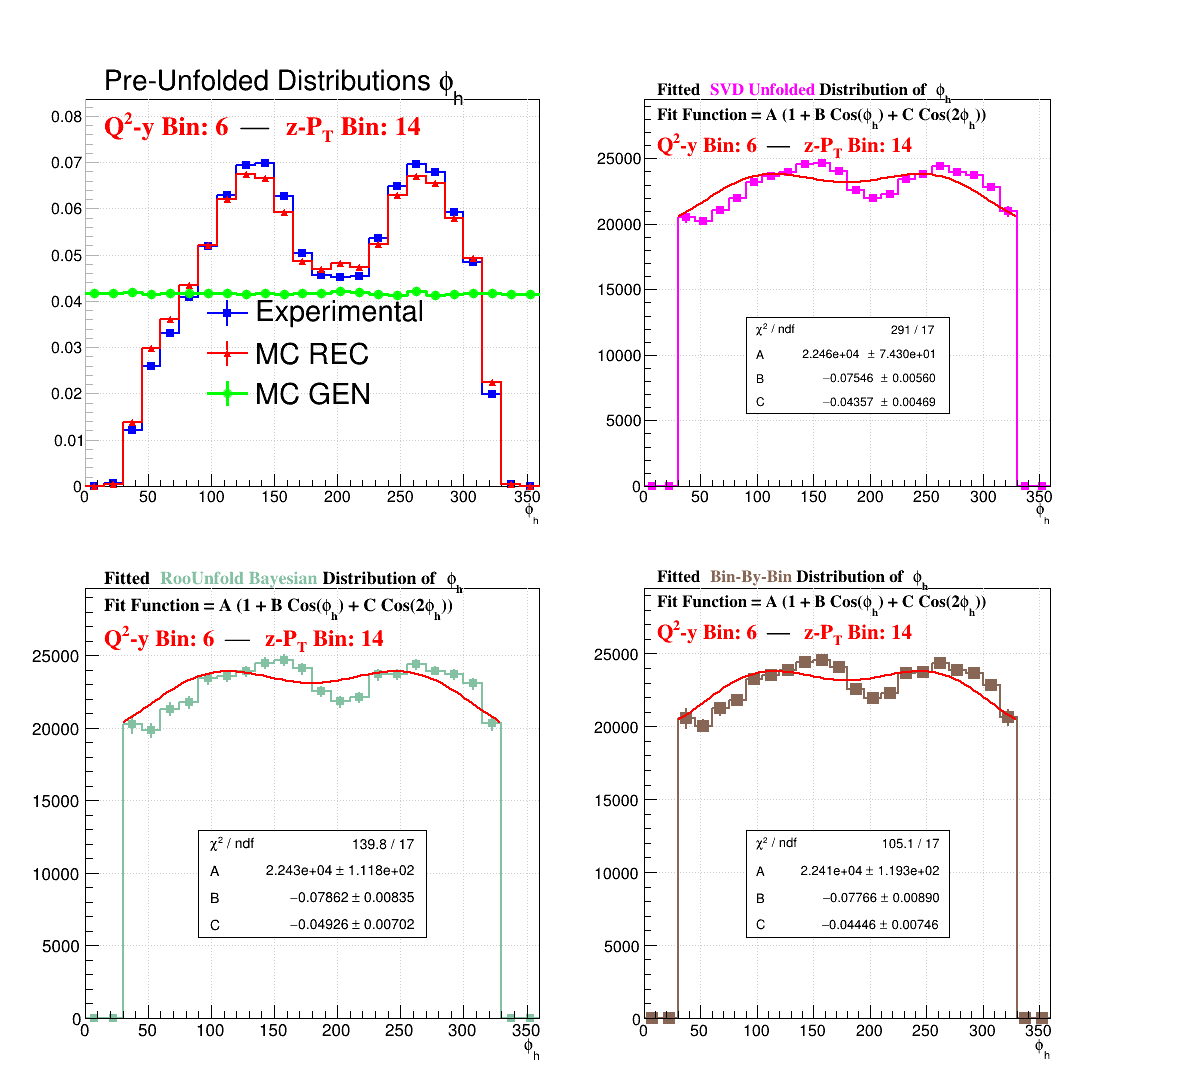 Pre-Unfolded Distributions ϕh
Q²-y Bin: 6 — z-PT Bin: 14
0.08
0.07
0.06
0.05
0.04
0.03
0.02
0.01
0
Experimental
MC REC
MC GEN
0 50 100 150 200 250 300 350
ϕh
Fitted SVD Unfolded Distribution of ϕh
Fit Function = A (1 + B Cos(ϕh) + C Cos(2ϕh))
Q²-y Bin: 6 — z-PT Bin: 14
25000
20000
15000
10000
5000
0
χ² / ndf 291 / 17
A 2.246e+04 ± 7.430e+01
B −0.07546 ± 0.00560
C −0.04357 ± 0.00469
0 50 100 150 200 250 300 350
ϕh
Fitted RooUnfold Bayesian Distribution of ϕh
Fit Function = A (1 + B Cos(ϕh) + C Cos(2ϕh))
Q²-y Bin: 6 — z-PT Bin: 14
25000
20000
15000
10000
5000
0
χ² / ndf 139.8 / 17
A 2.243e+04 ± 1.118e+02
B −0.07862 ± 0.00835
C −0.04926 ± 0.00702
0 50 100 150 200 250 300 350
ϕh
Fitted Bin-By-Bin Distribution of ϕh
Fit Function = A (1 + B Cos(ϕh) + C Cos(2ϕh))
Q²-y Bin: 6 — z-PT Bin: 14
25000
20000
15000
10000
5000
0
χ² / ndf 105.1 / 17
A 2.241e+04 ± 1.193e+02
B −0.07766 ± 0.00890
C −0.04446 ± 0.00746
0 50 100 150 200 250 300 350
ϕh